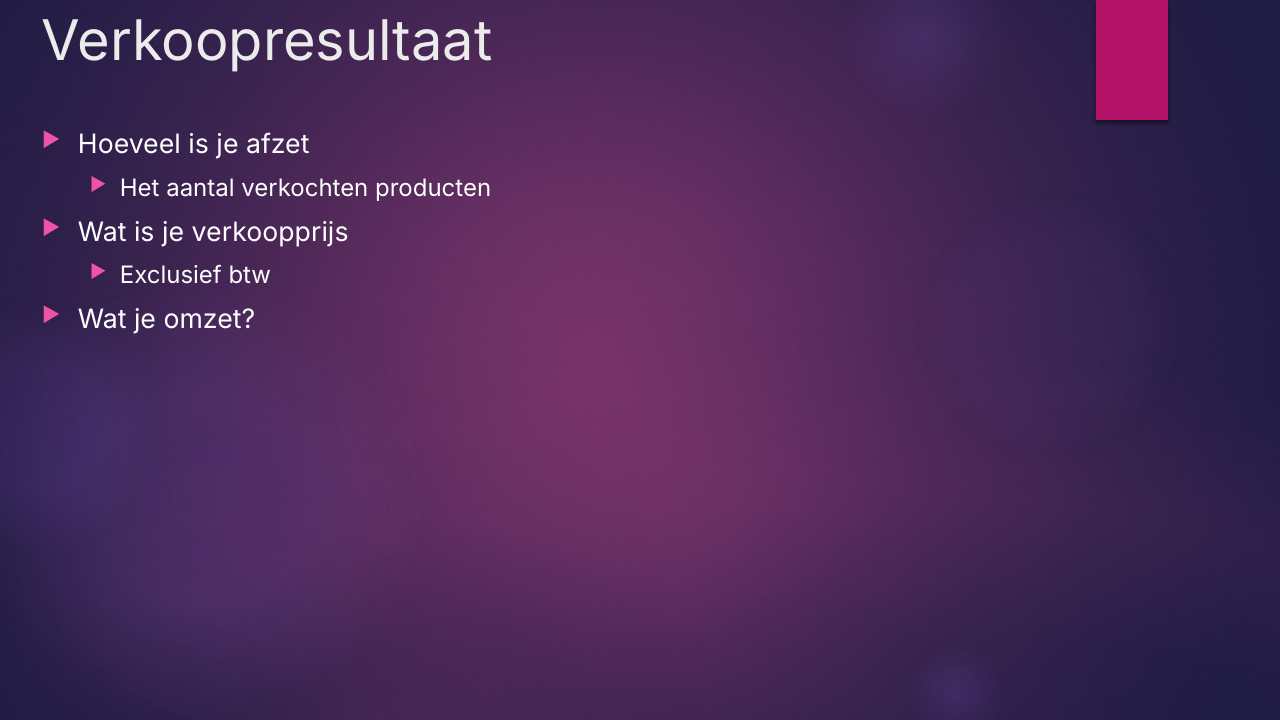 Verkoopresultaat
Hoeveel is je afzet
Het aantal verkochten producten
Wat is je verkoopprijs
Exclusief btw
Wat je omzet?